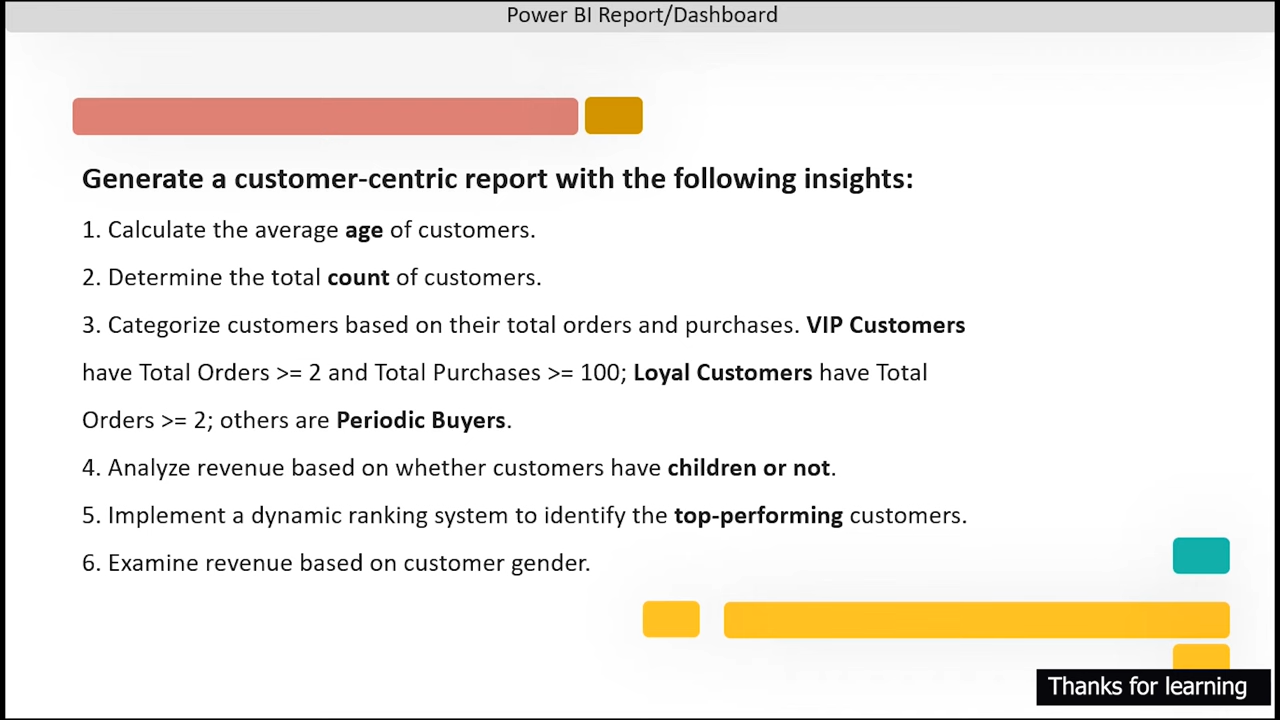 Power BI Report/Dashboard
Generate a customer-centric report with the following insights:
1. Calculate the average age of customers.
2. Determine the total count of customers.
3. Categorize customers based on their total orders and purchases. VIP Customers
have Total Orders >= 2 and Total Purchases >= 100; Loyal Customers have Total
Orders >= 2; others are Periodic Buyers.
4. Analyze revenue based on whether customers have children or not.
5. Implement a dynamic ranking system to identify the top-performing customers.
6. Examine revenue based on customer gender.
Thanks for learning